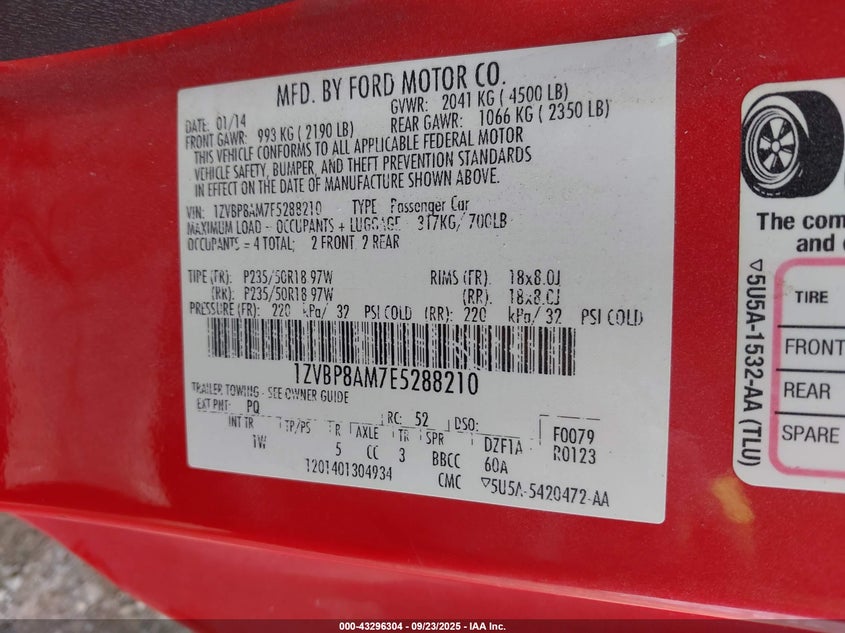 MFD. BY FORD MOTOR CO.
DATE: 01/14 GVWR: 2041 KG ( 4500 LB)
FRONT GAWR: 993 KG ( 2190 LB) REAR GAWR: 1066 KG ( 2350 LB)
THIS VEHICLE CONFORMS TO ALL APPLICABLE FEDERAL MOTOR
VEHICLE SAFETY, BUMPER, AND THEFT PREVENTION STANDARDS
IN EFFECT ON THE DATE OF MANUFACTURE SHOWN ABOVE.
VIN: 1ZVBP8AM7E5288210 TYPE Passenger Car
MAXIMUM LOAD - OCCUPANTS + LUGGAGE 317KG/ 700LB
OCCUPANTS = 4 TOTAL; 2 FRONT 2 REAR
TIRE (FR): P235/50R18 97W RIMS (FR): 18x8.0J
(RR): P235/50R18 97W (RR): 18x8.0J
PRESSURE (FR): 220 kPa/ 32 PSI COLD (RR): 220 kPa/ 32 PSI COLD
1ZVBP8AM7E5288210
TRAILER TOWING - SEE OWNER GUIDE
EXT PNT: PQ RC: 52 DSO: F0079
INT TR TP/PS R AXLE TR SPR DZF1A R0123
1W 5 CC 3 BBCC 60A
1201401304934 CMC ▽5U5A-5420472-AA
The com
and
TIRE
FRONT
REAR
SPARE
▽5U5A-1532-AA (TLU)
000-43296304 - 09/23/2025 - IAA Inc.